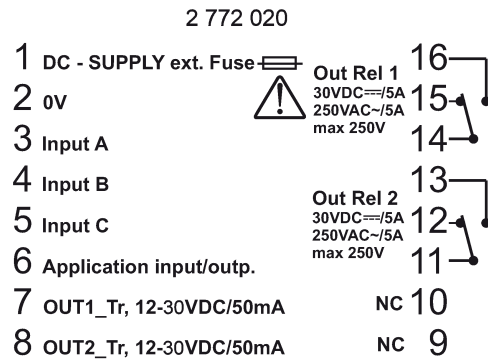 2 772 020
1 DC - SUPPLY ext. Fuse
2 0V
3 Input A
4 Input B
5 Input C
6 Application input/outp.
7 OUT1_Tr, 12-30VDC/50mA
8 OUT2_Tr, 12-30VDC/50mA
Out Rel 1
30VDC⎓/5A
250VAC~/5A
max 250V
16
15
14
Out Rel 2
30VDC⎓/5A
250VAC~/5A
max 250V
13
12
11
NC 10
NC 9